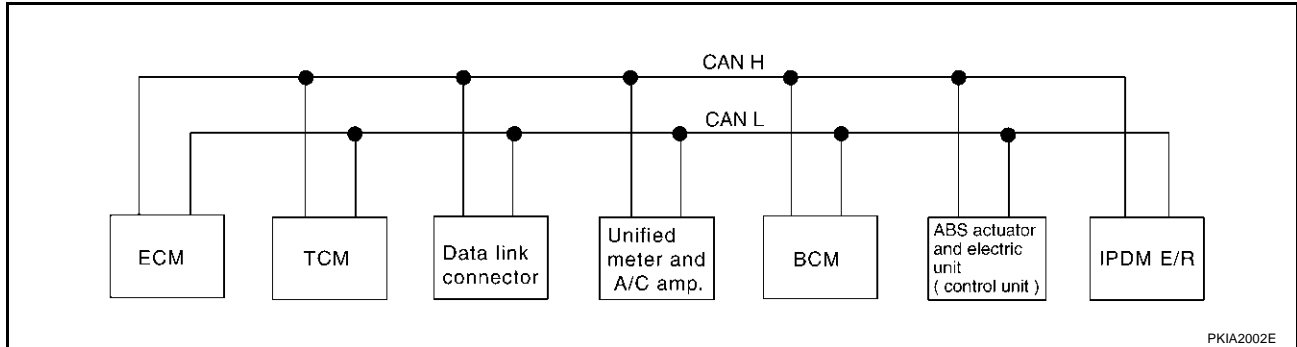 CAN H
CAN L
ECM
TCM
Data link
connector
Unified
meter and
A/C amp.
BCM
ABS actuator
and electric
unit
( control unit )
IPDM E/R
PKIA2002E